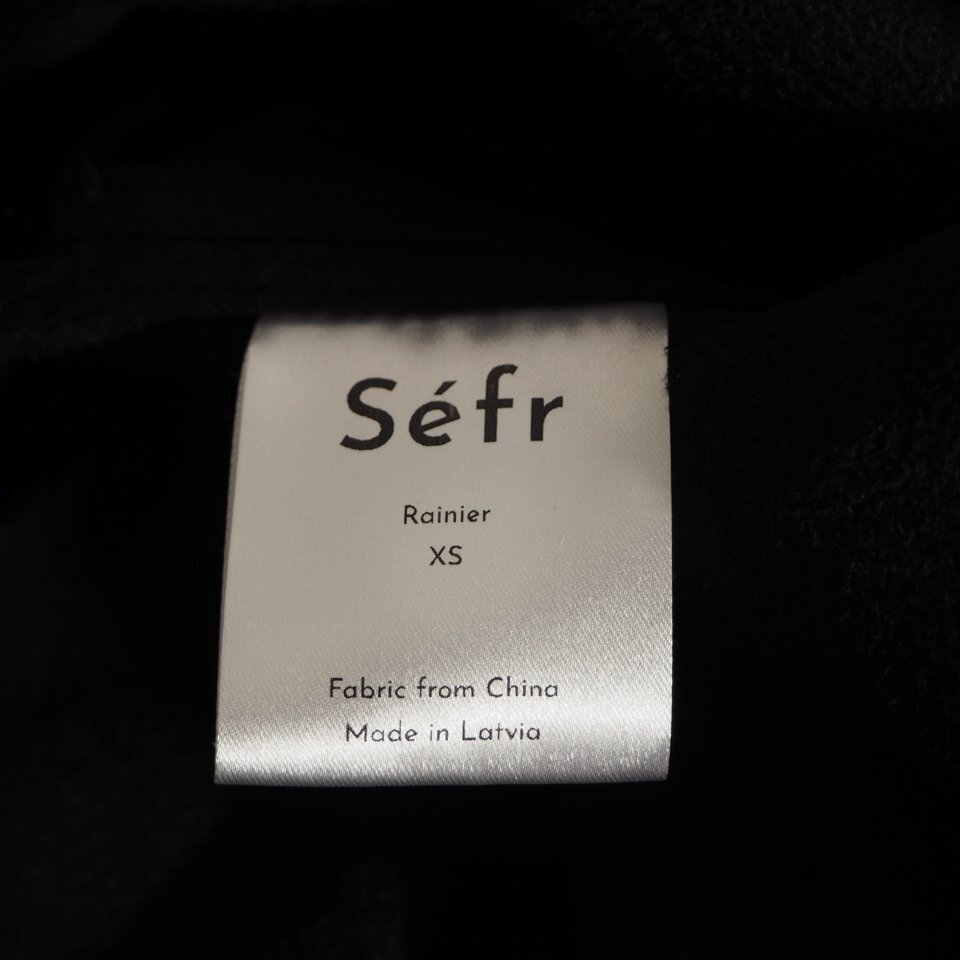 Séfr
Rainier
XS
Fabric from China
Made in Latvia